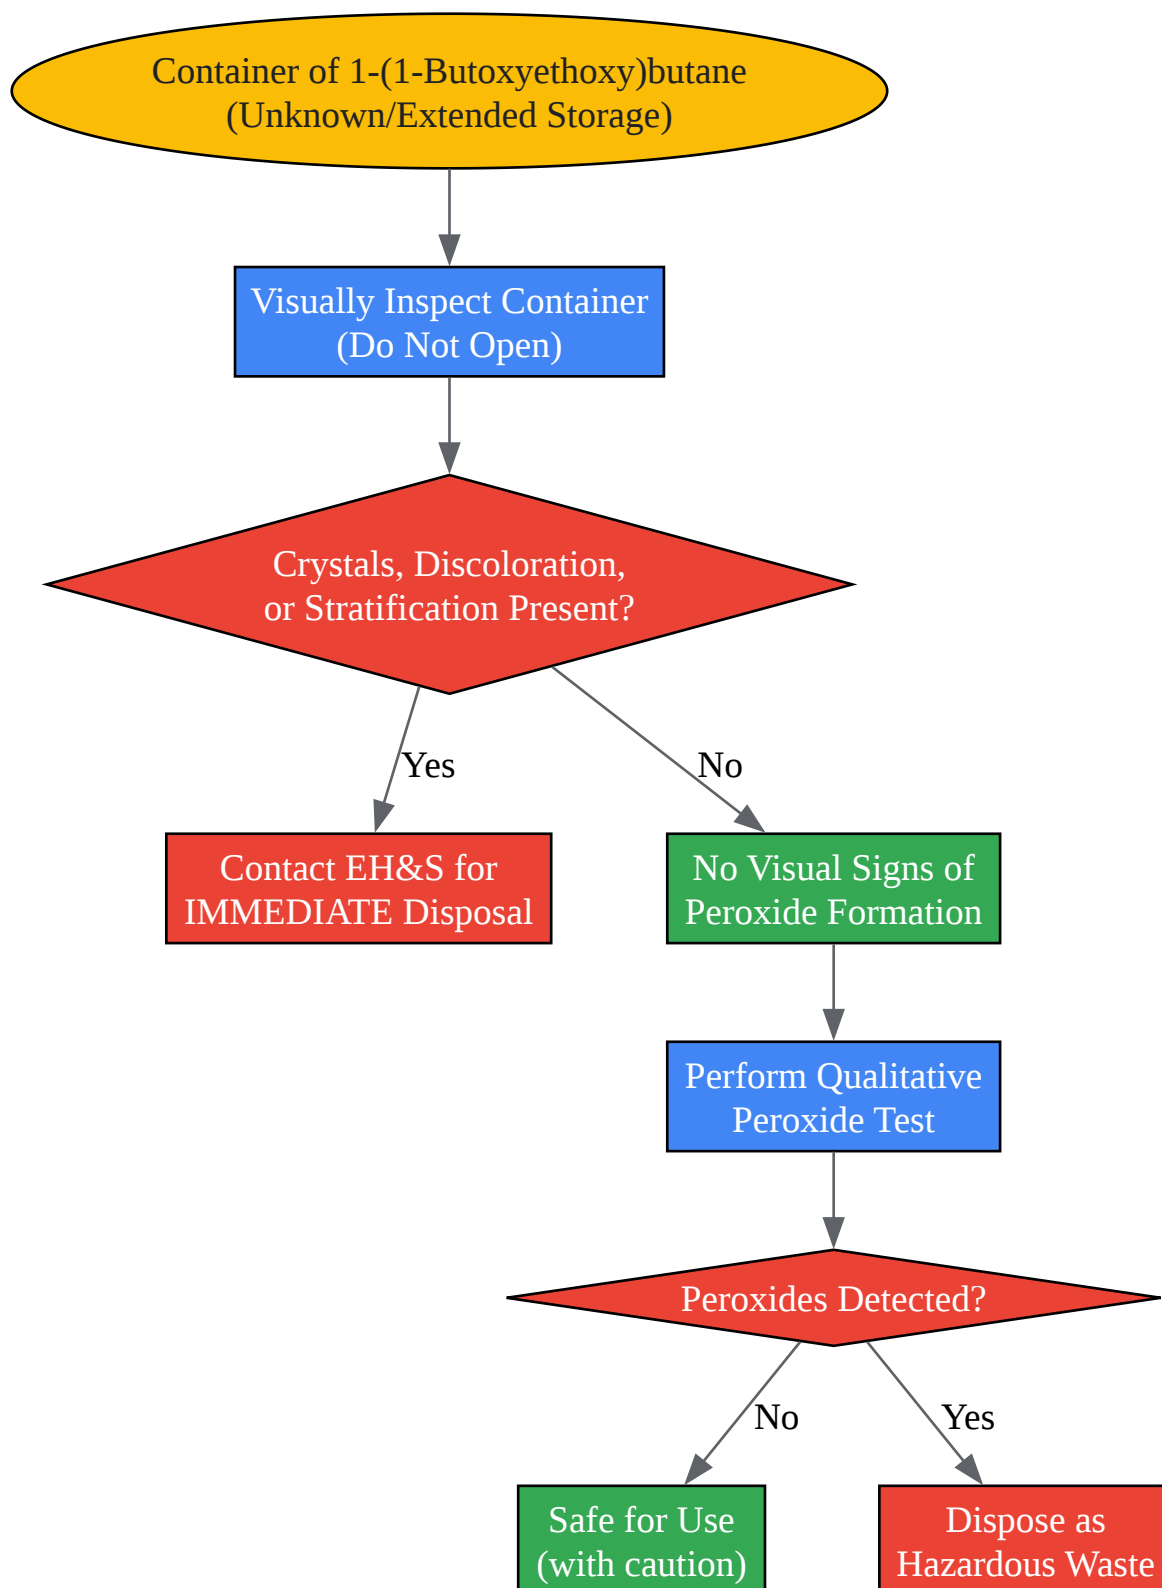 Container of 1-(1-Butoxyethoxy)butane
(Unknown/Extended Storage)
Visually Inspect Container
(Do Not Open)
Crystals, Discoloration,
or Stratification Present?
Yes
No
Contact EH&S for
IMMEDIATE Disposal
No Visual Signs of
Peroxide Formation
Perform Qualitative
Peroxide Test
Peroxides Detected?
No
Yes
Safe for Use
(with caution)
Dispose as
Hazardous Waste